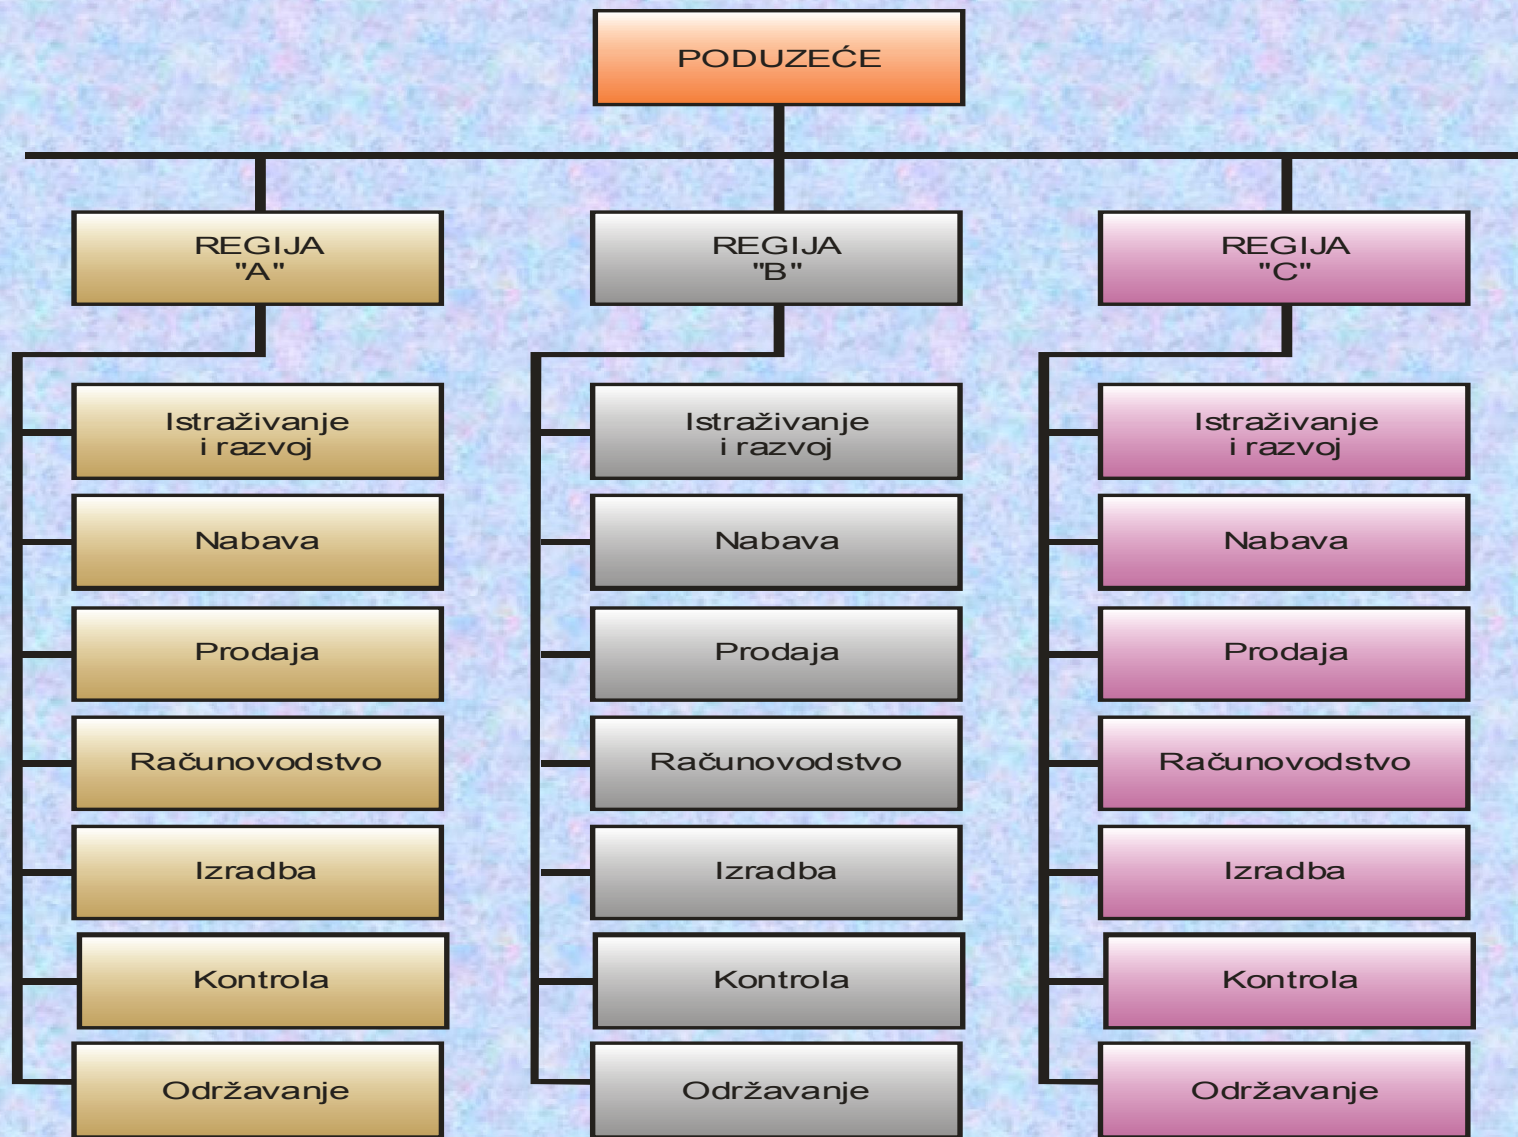 PODUZEĆE
REGIJA
"A"
Istraživanje
i razvoj
Nabava
Prodaja
Računovodstvo
Izradba
Kontrola
Održavanje
REGIJA
"B"
Istraživanje
i razvoj
Nabava
Prodaja
Računovodstvo
Izradba
Kontrola
Održavanje
REGIJA
"C"
Istraživanje
i razvoj
Nabava
Prodaja
Računovodstvo
Izradba
Kontrola
Održavanje